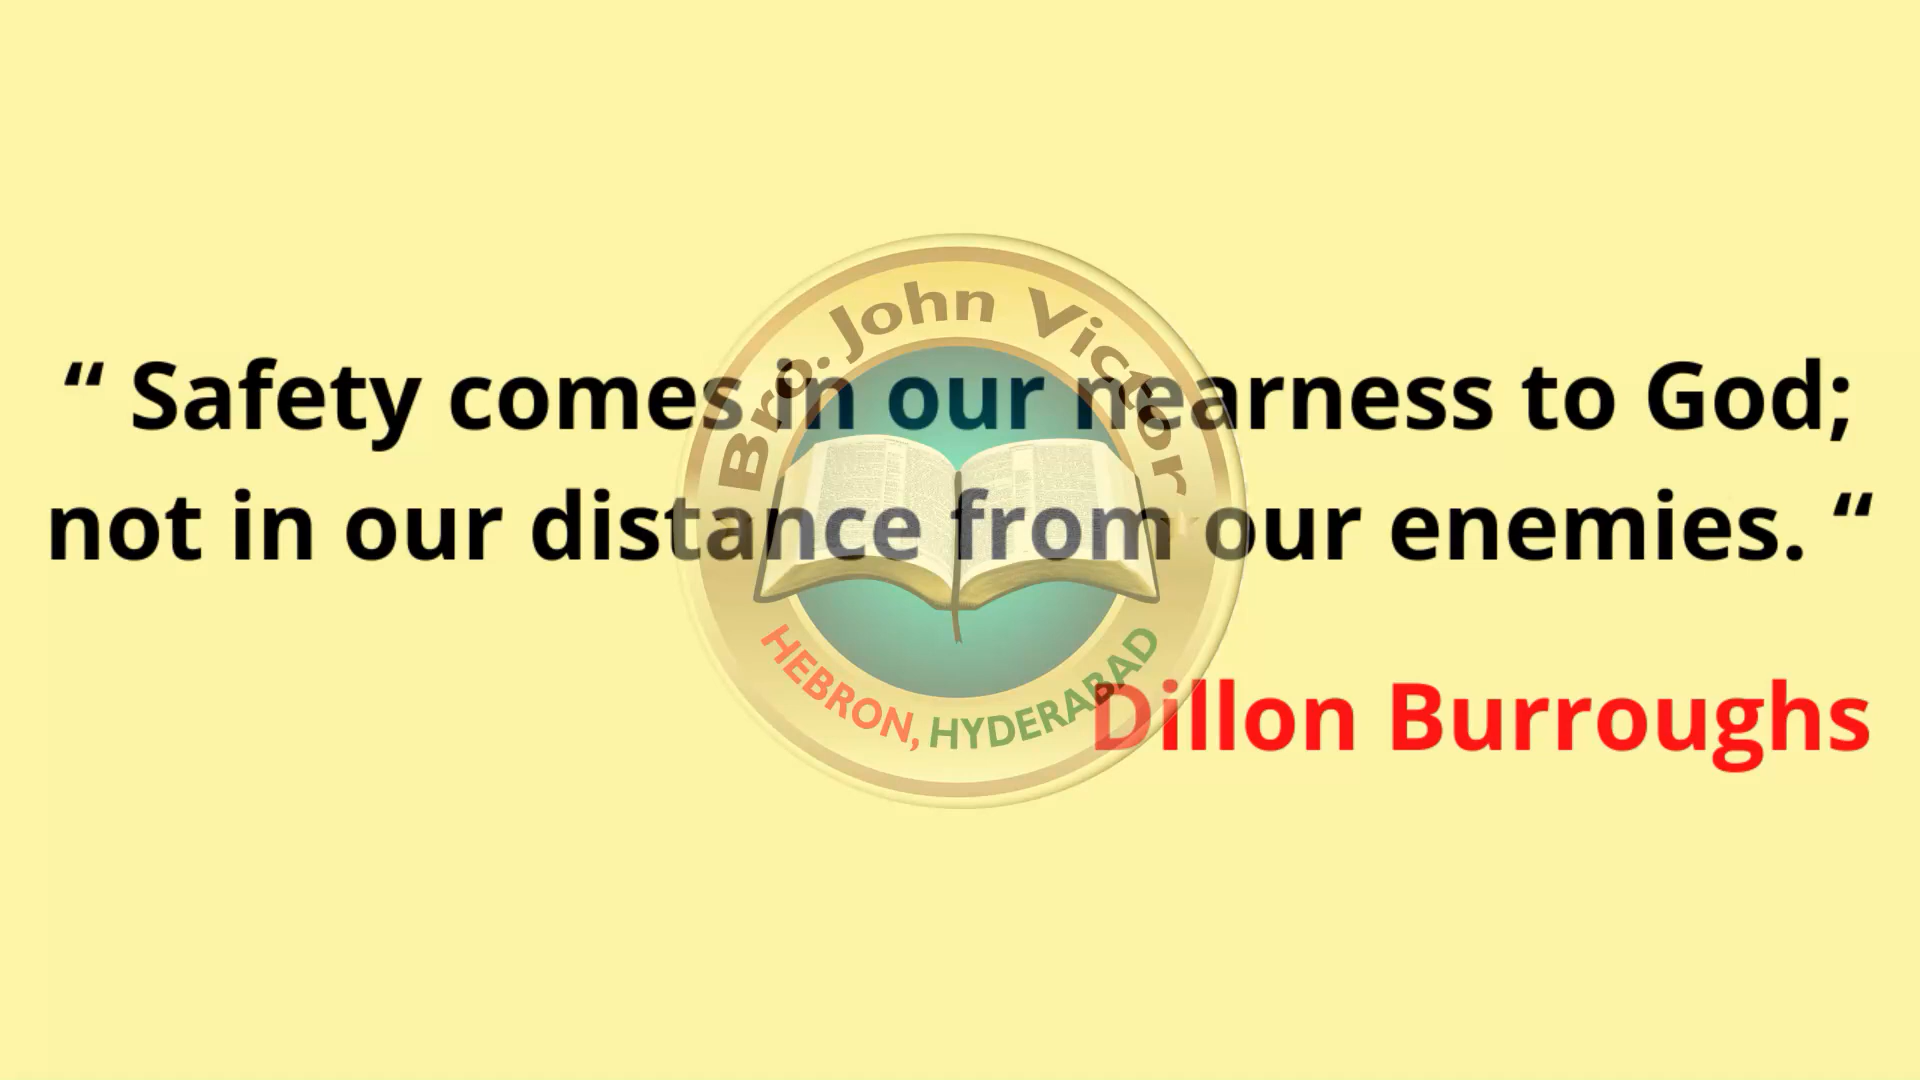 Bro. John Victor
“ Safety comes in our nearness to God;
not in our distance from our enemies. “
HEBRON, HYDERABAD
Dillon Burroughs